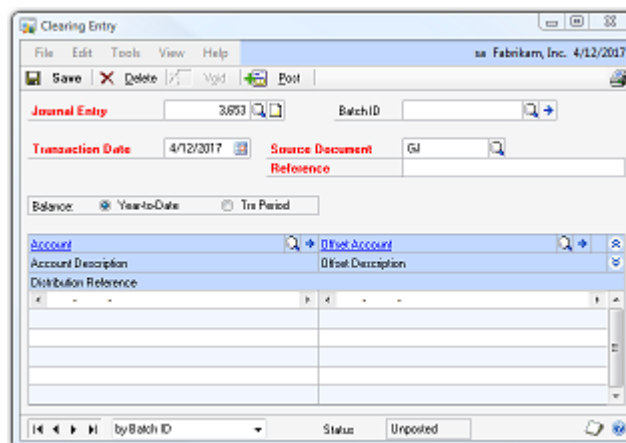 Clearing Entry
File Edit Tools View Help sa Fabrikam, Inc. 4/12/2017
Save Delete Void Post
Journal Entry 3,653 Batch ID
Transaction Date 4/12/2017 Source Document GJ
Reference
Balance: Year-to-Date Trx Period
Account Offset Account
Account Description Offset Description
Distribution Reference
- - - -
by Batch ID Status Unposted